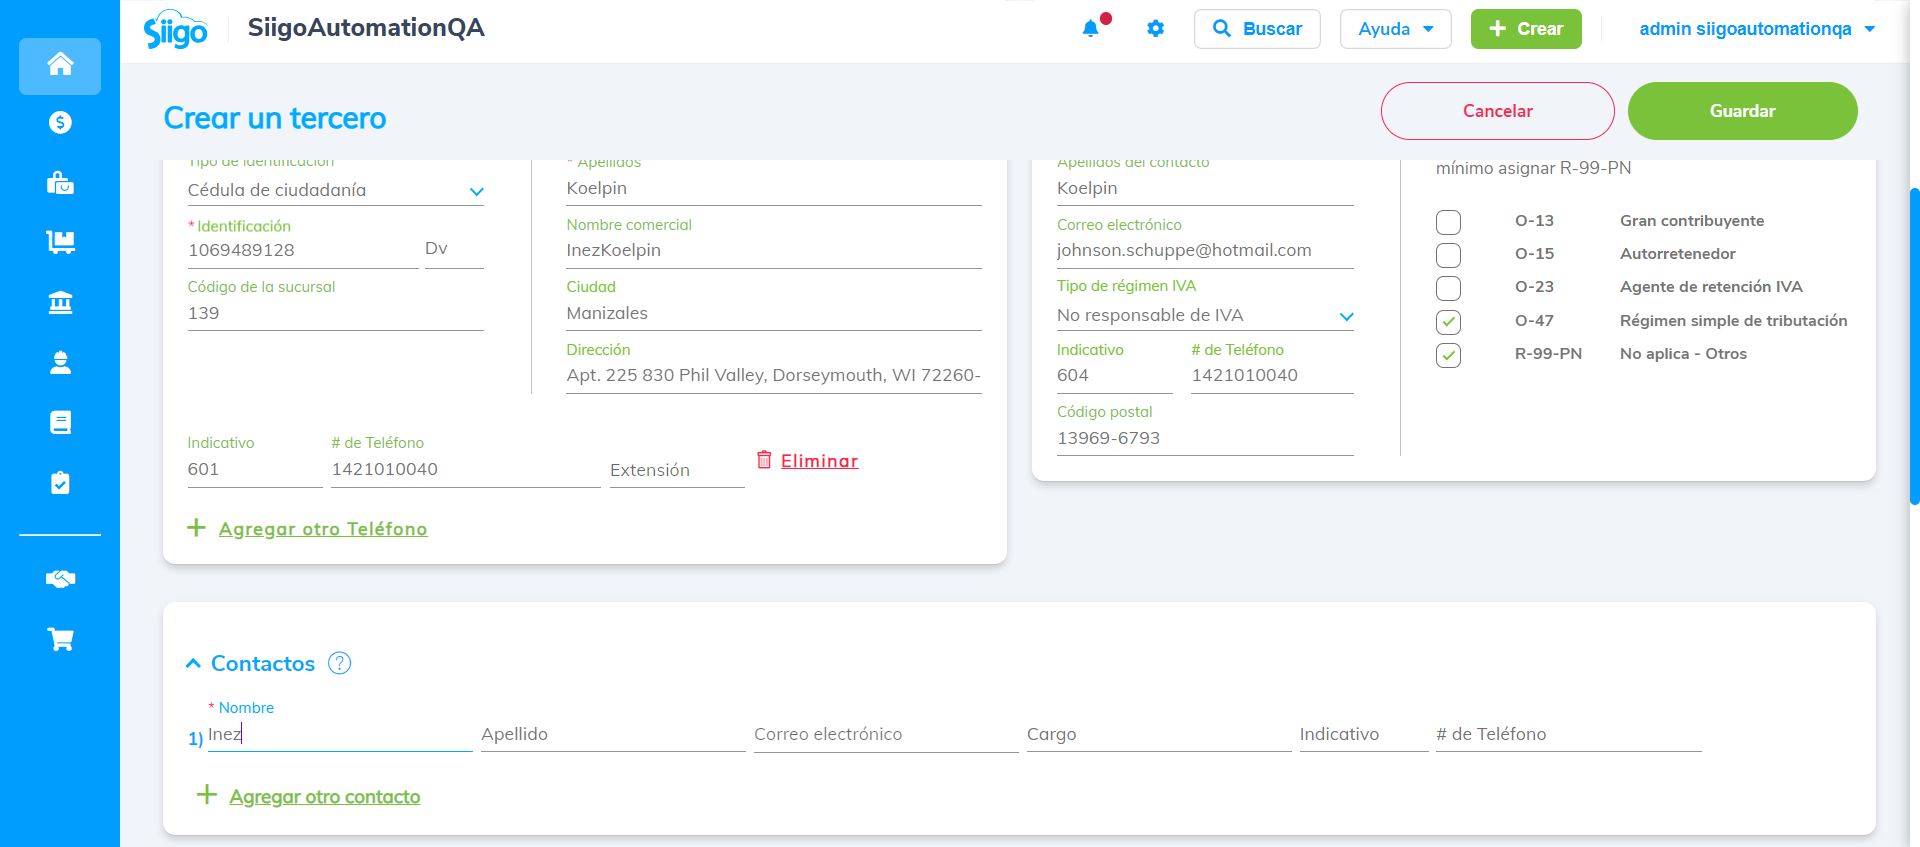 Siigo
SiigoAutomationQA
Buscar
Ayuda
Crear
admin siigoautomationqa
Crear un tercero
Cancelar
Guardar
Tipo de identificación
Cédula de ciudadanía
* Identificación
1069489128
Dv
Código de la sucursal
139
* Apellidos
Koelpin
Nombre comercial
InezKoelpin
Ciudad
Manizales
Dirección
Apt. 225 830 Phil Valley, Dorseymouth, WI 72260-
Indicativo
601
# de Teléfono
1421010040
Extensión
Eliminar
Agregar otro Teléfono
Apellidos del contacto
Koelpin
Correo electrónico
johnson.schuppe@hotmail.com
Tipo de régimen IVA
No responsable de IVA
Indicativo
604
# de Teléfono
1421010040
Código postal
13969-6793
mínimo asignar R-99-PN
O-13 Gran contribuyente
O-15 Autorretenedor
O-23 Agente de retención IVA
O-47 Régimen simple de tributación
R-99-PN No aplica - Otros
Contactos ?
* Nombre
1) Inez
Apellido
Correo electrónico
Cargo
Indicativo
# de Teléfono
Agregar otro contacto